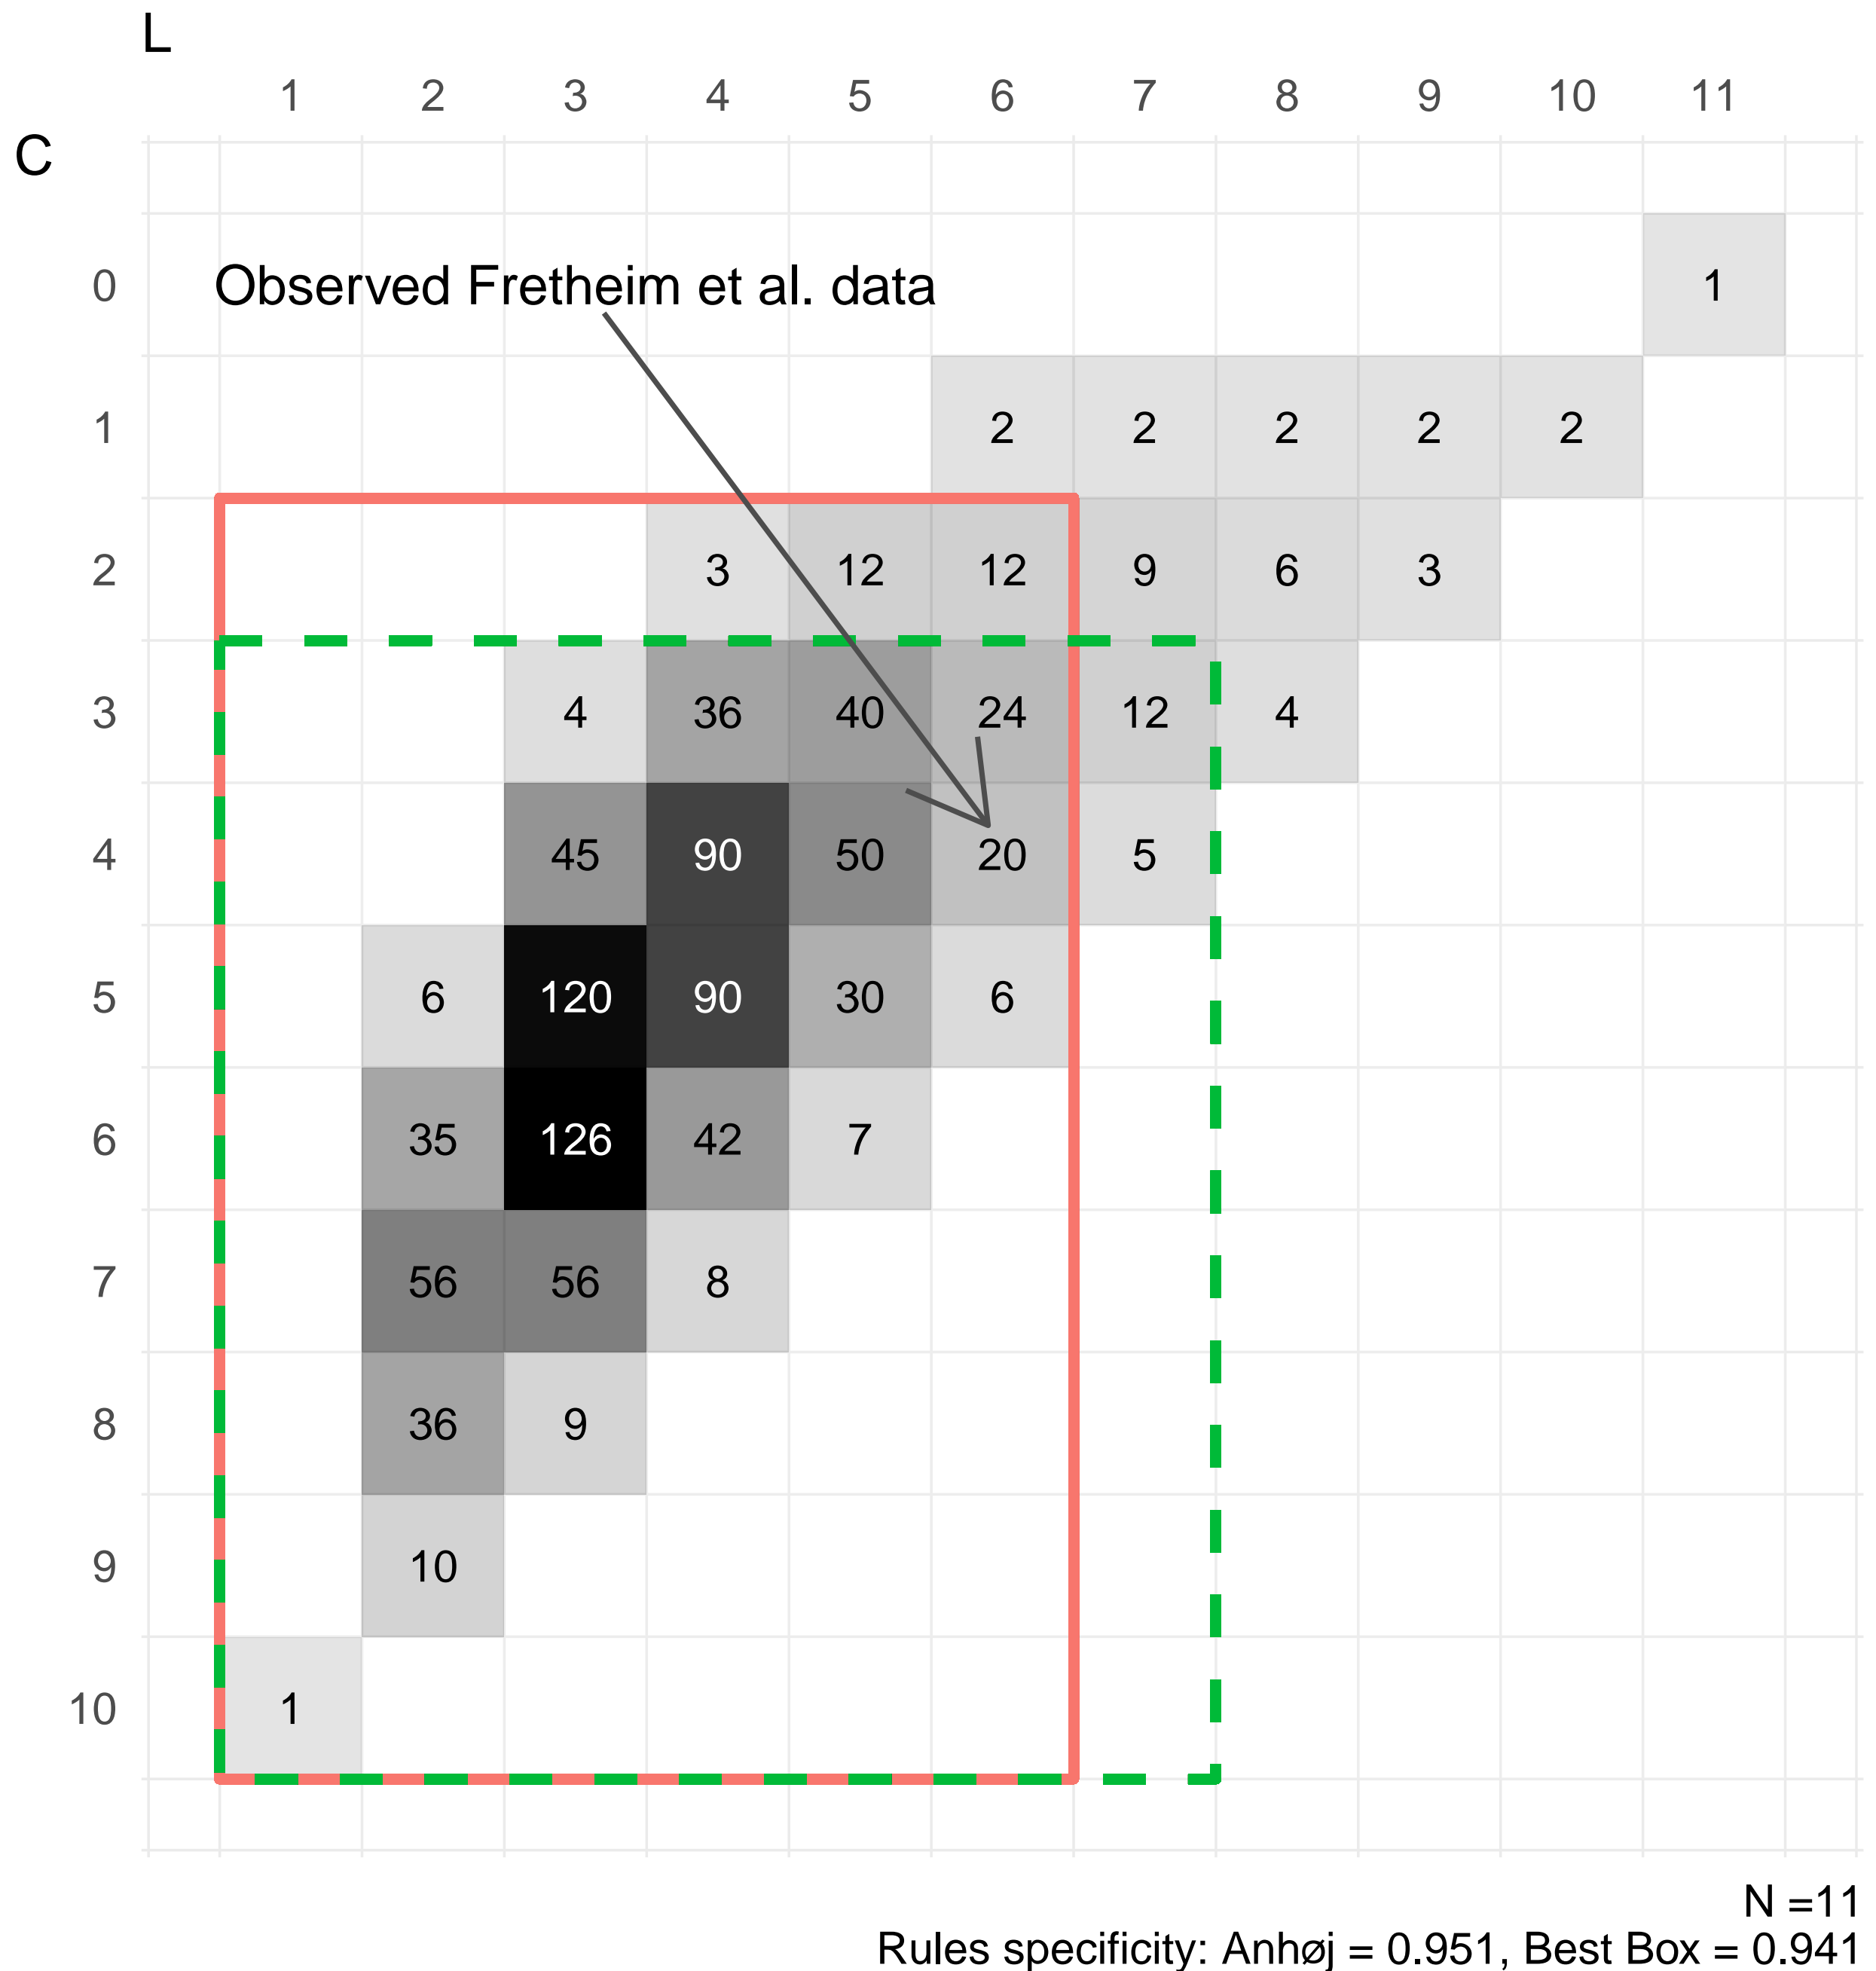 L
1 2 3 4 5 6 7 8 9 10 11
C
0 Observed Fretheim et al. data 1
1 2 2 2 2 2
2 3 12 12 9 6 3
3 4 36 40 24 12 4
4 45 90 50 20 5
5 6 120 90 30 6
6 35 126 42 7
7 56 56 8
8 36 9
9 10
10 1
N =11
Rules specificity: Anhøj = 0.951, Best Box = 0.941